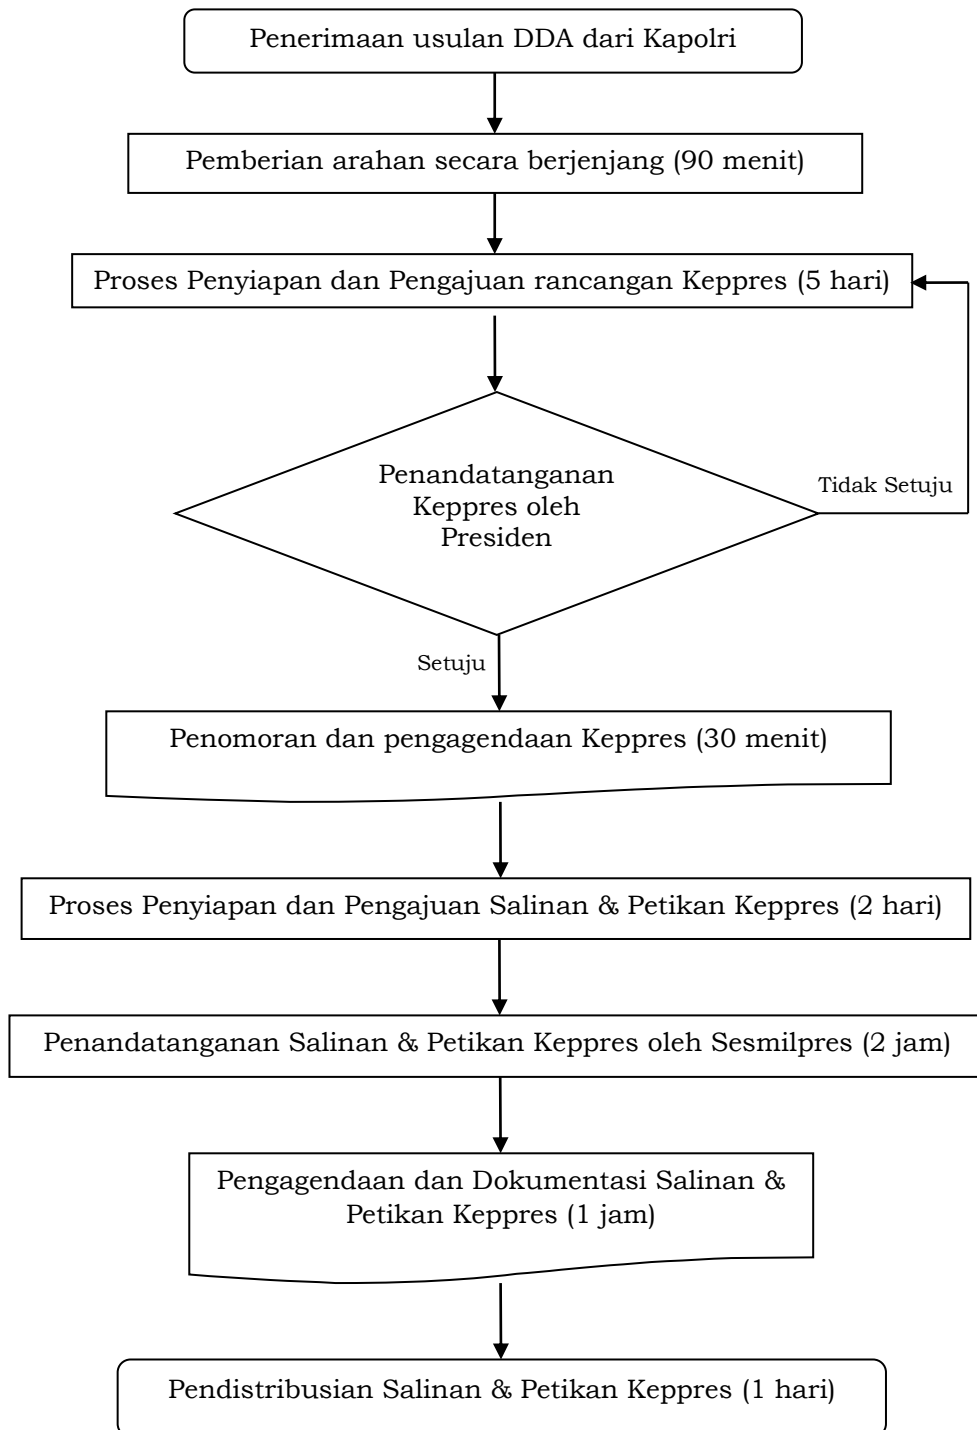 Penerimaan usulan DDA dari Kapolri
Pemberian arahan secara berjenjang (90 menit)
Proses Penyiapan dan Pengajuan rancangan Keppres (5 hari)
Penandatanganan
Keppres oleh
Presiden
Tidak Setuju
Setuju
Penomoran dan pengagendaan Keppres (30 menit)
Proses Penyiapan dan Pengajuan Salinan & Petikan Keppres (2 hari)
Penandatanganan Salinan & Petikan Keppres oleh Sesmilpres (2 jam)
Pengagendaan dan Dokumentasi Salinan &
Petikan Keppres (1 jam)
Pendistribusian Salinan & Petikan Keppres (1 hari)